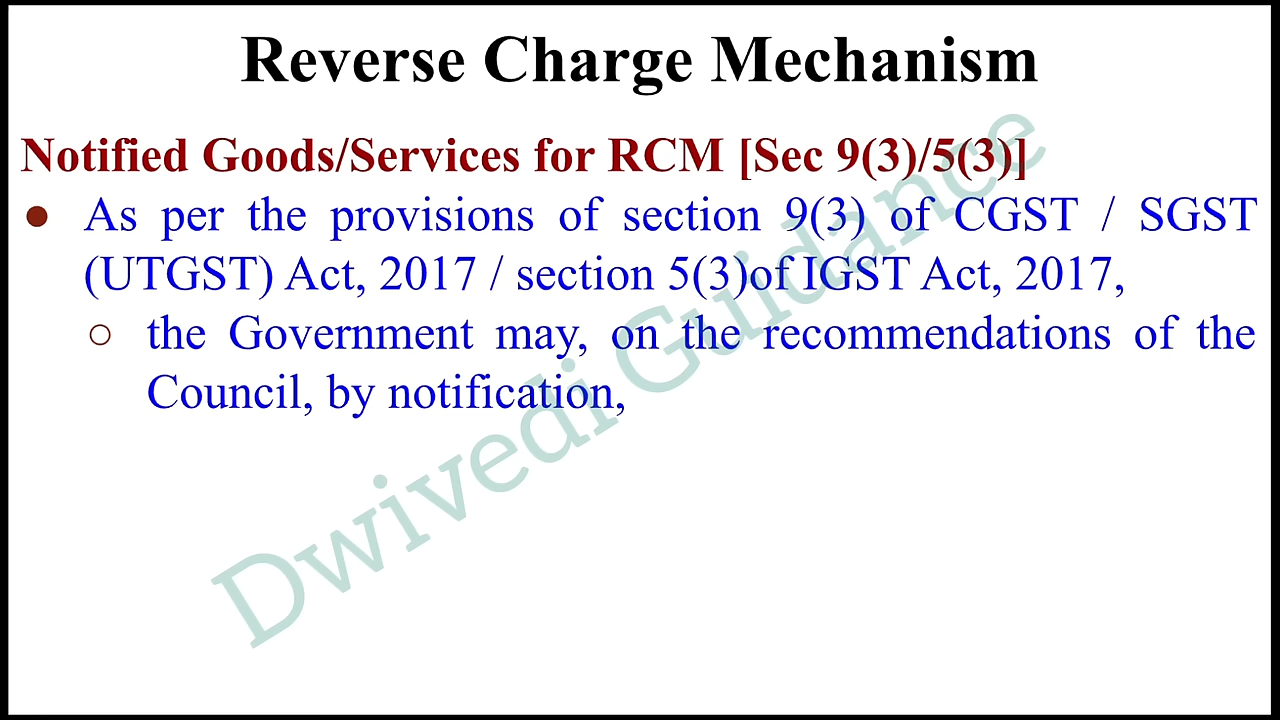 Reverse Charge Mechanism
Notified Goods/Services for RCM [Sec 9(3)/5(3)]
● As per the provisions of section 9(3) of CGST / SGST
(UTGST) Act, 2017 / section 5(3)of IGST Act, 2017,
○ the Government may, on the recommendations of the
Council, by notification,
Dwivedi Guidance